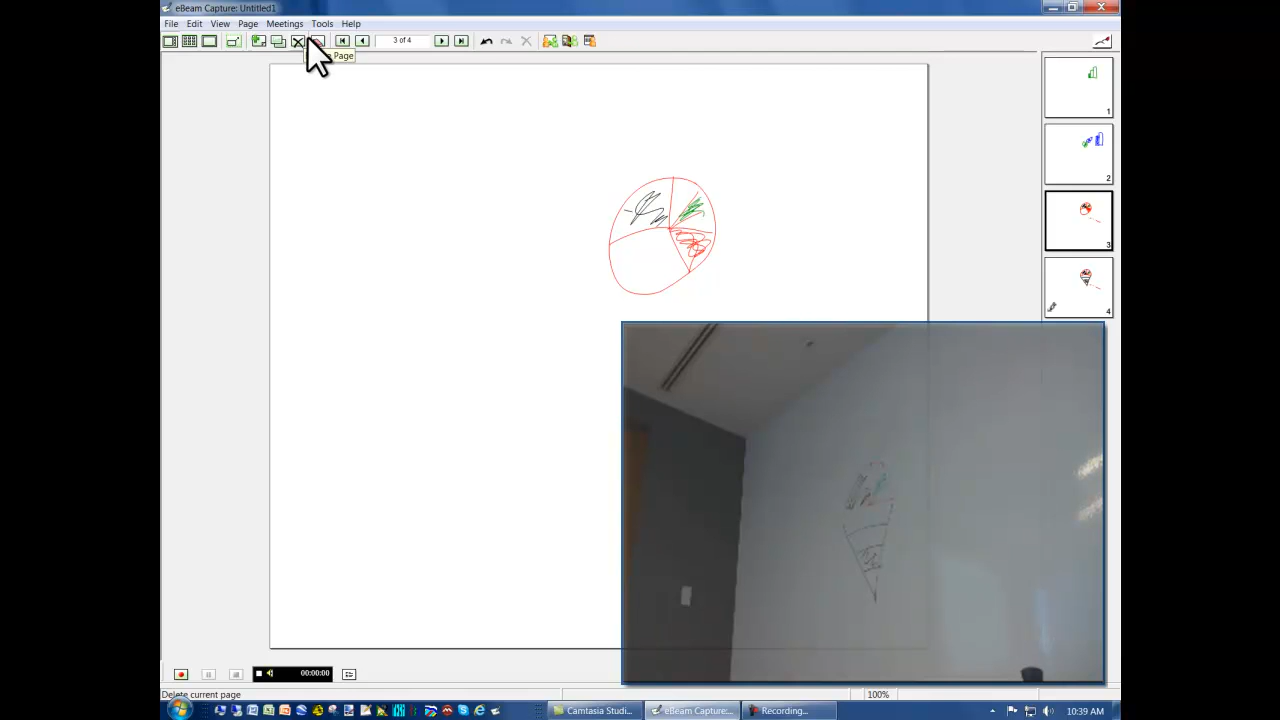 eBeam Capture: Untitled1
File Edit View Page Meetings Tools Help
3 of 4
Page
1
2
3
4
00:00:00
Delete current page
100%
Camtasia Studi...
eBeam Capture:...
Recording...
10:39 AM